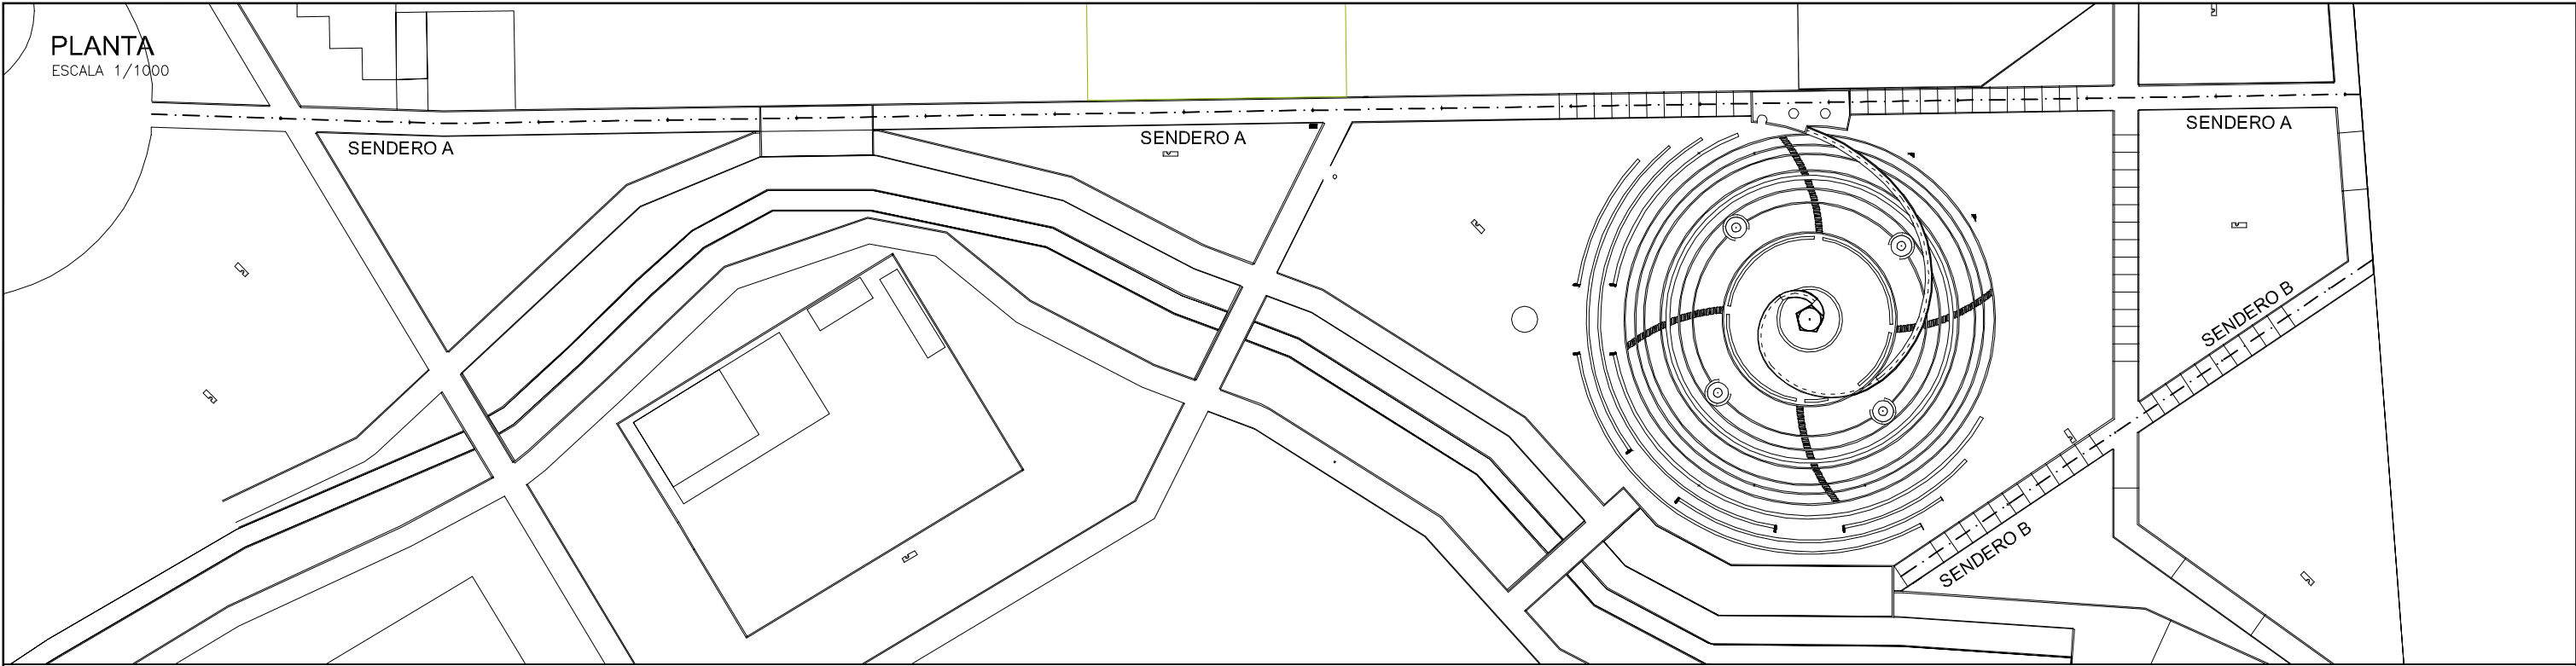 PLANTA
ESCALA 1/1000
SENDERO A
SENDERO A
SENDERO A
SENDERO B
SENDERO B